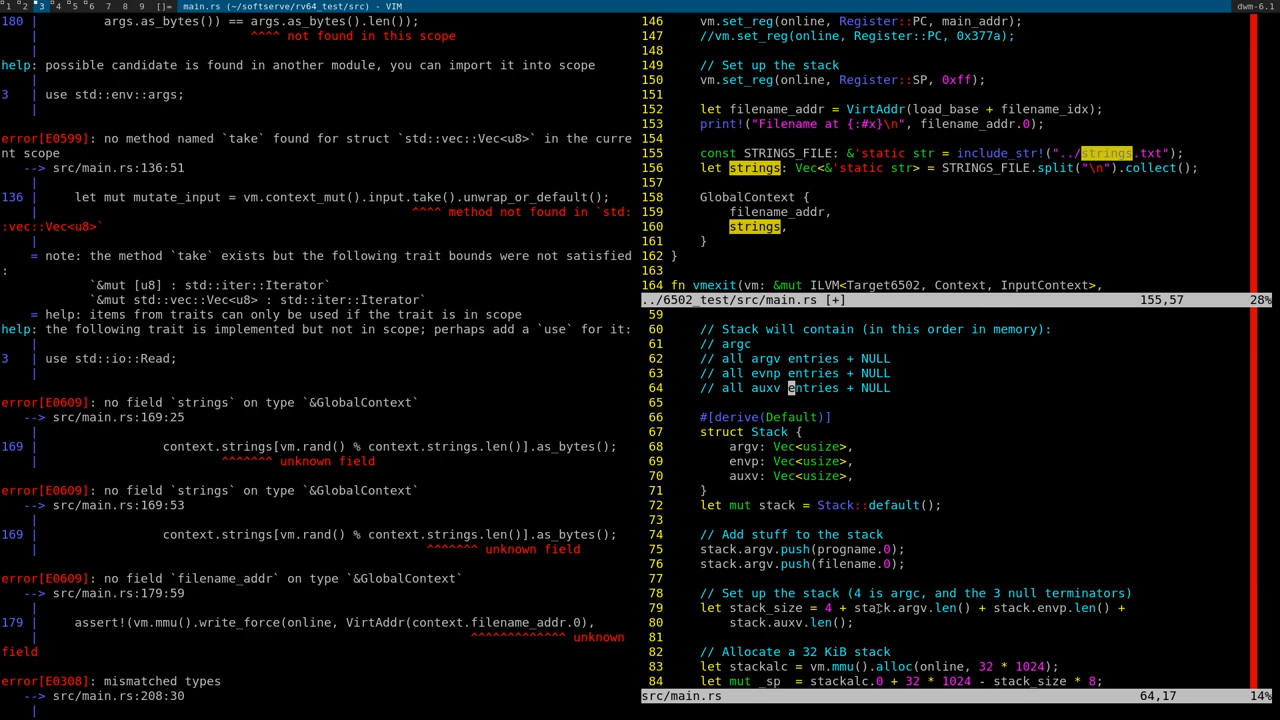 1 2 3 4 5 6 7 8 9 []= main.rs (~/softserve/rv64_test/src) - VIM dwm-6.1
180 | args.as_bytes()) == args.as_bytes().len());
| ^^^^ not found in this scope
|
help: possible candidate is found in another module, you can import it into scope
|
3 | use std::env::args;
|
error[E0599]: no method named `take` found for struct `std::vec::Vec<u8>` in the curre
nt scope
--> src/main.rs:136:51
|
136 | let mut mutate_input = vm.context_mut().input.take().unwrap_or_default();
| ^^^^ method not found in `std:
:vec::Vec<u8>`
|
= note: the method `take` exists but the following trait bounds were not satisfied
:
`&mut [u8] : std::iter::Iterator`
`&mut std::vec::Vec<u8> : std::iter::Iterator`
= help: items from traits can only be used if the trait is in scope
help: the following trait is implemented but not in scope; perhaps add a `use` for it:
|
3 | use std::io::Read;
|
error[E0609]: no field `strings` on type `&GlobalContext`
--> src/main.rs:169:25
|
169 | context.strings[vm.rand() % context.strings.len()].as_bytes();
| ^^^^^^^ unknown field
error[E0609]: no field `strings` on type `&GlobalContext`
--> src/main.rs:169:53
|
169 | context.strings[vm.rand() % context.strings.len()].as_bytes();
| ^^^^^^^ unknown field
error[E0609]: no field `filename_addr` on type `&GlobalContext`
--> src/main.rs:179:59
|
179 | assert!(vm.mmu().write_force(online, VirtAddr(context.filename_addr.0),
| ^^^^^^^^^^^^^ unknown
field
error[E0308]: mismatched types
--> src/main.rs:208:30
|
146 vm.set_reg(online, Register::PC, main_addr);
147 //vm.set_reg(online, Register::PC, 0x377a);
148
149 // Set up the stack
150 vm.set_reg(online, Register::SP, 0xff);
151
152 let filename_addr = VirtAddr(load_base + filename_idx);
153 print!("Filename at {:#x}\n", filename_addr.0);
154
155 const STRINGS_FILE: &'static str = include_str!("../strings.txt");
156 let strings: Vec<&'static str> = STRINGS_FILE.split("\n").collect();
157
158 GlobalContext {
159 filename_addr,
160 strings,
161 }
162 }
163
164 fn vmexit(vm: &mut ILVM<Target6502, Context, InputContext>,
../6502_test/src/main.rs [+] 155,57 28%
59
60 // Stack will contain (in this order in memory):
61 // argc
62 // all argv entries + NULL
63 // all evnp entries + NULL
64 // all auxv entries + NULL
65
66 #[derive(Default)]
67 struct Stack {
68 argv: Vec<usize>,
69 envp: Vec<usize>,
70 auxv: Vec<usize>,
71 }
72 let mut stack = Stack::default();
73
74 // Add stuff to the stack
75 stack.argv.push(progname.0);
76 stack.argv.push(filename.0);
77
78 // Set up the stack (4 is argc, and the 3 null terminators)
79 let stack_size = 4 + stack.argv.len() + stack.envp.len() +
80 stack.auxv.len();
81
82 // Allocate a 32 KiB stack
83 let stackalc = vm.mmu().alloc(online, 32 * 1024);
84 let mut _sp = stackalc.0 + 32 * 1024 - stack_size * 8;
src/main.rs 64,17 14%